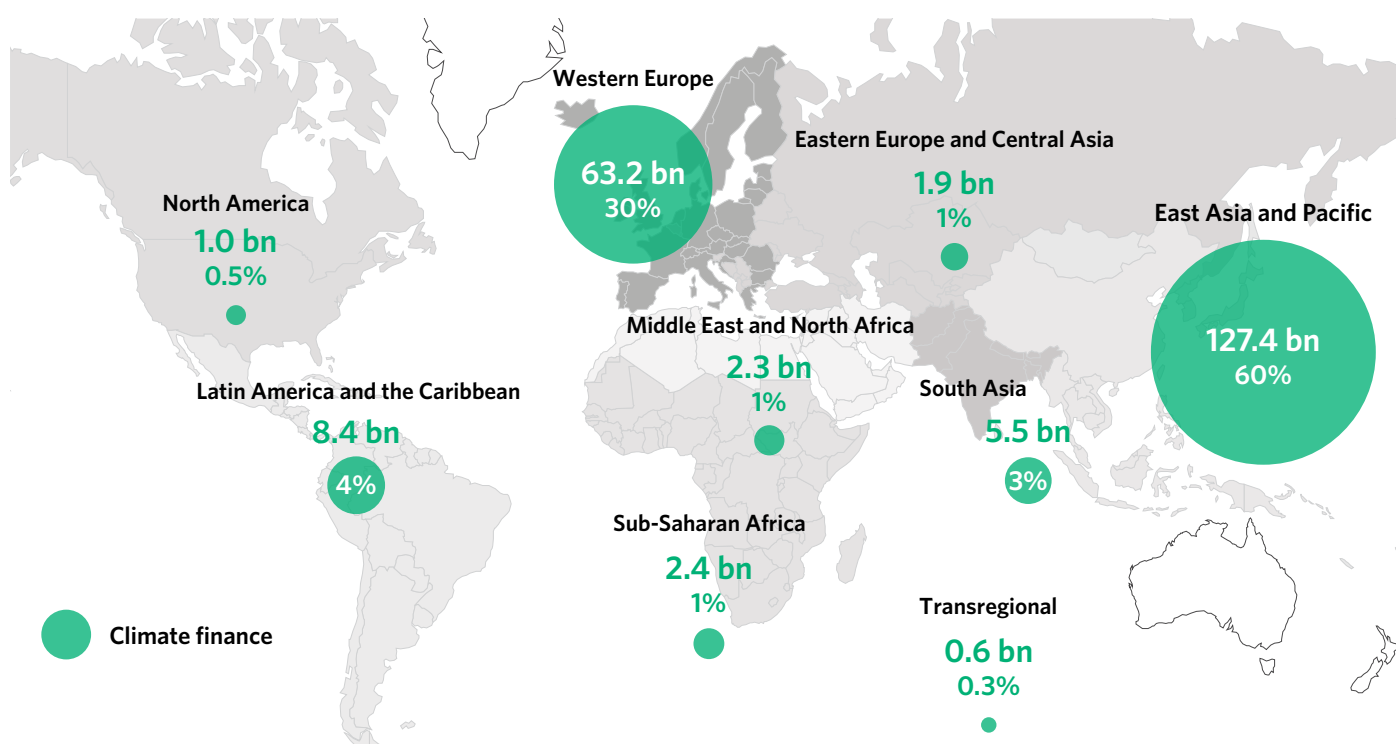 Western Europe
63.2 bn
30%
Eastern Europe and Central Asia
1.9 bn
1%
North America
1.0 bn
0.5%
East Asia and Pacific
127.4 bn
60%
Middle East and North Africa
2.3 bn
1%
Latin America and the Caribbean
8.4 bn
4%
South Asia
5.5 bn
3%
Sub-Saharan Africa
2.4 bn
1%
Transregional
0.6 bn
0.3%
Climate finance